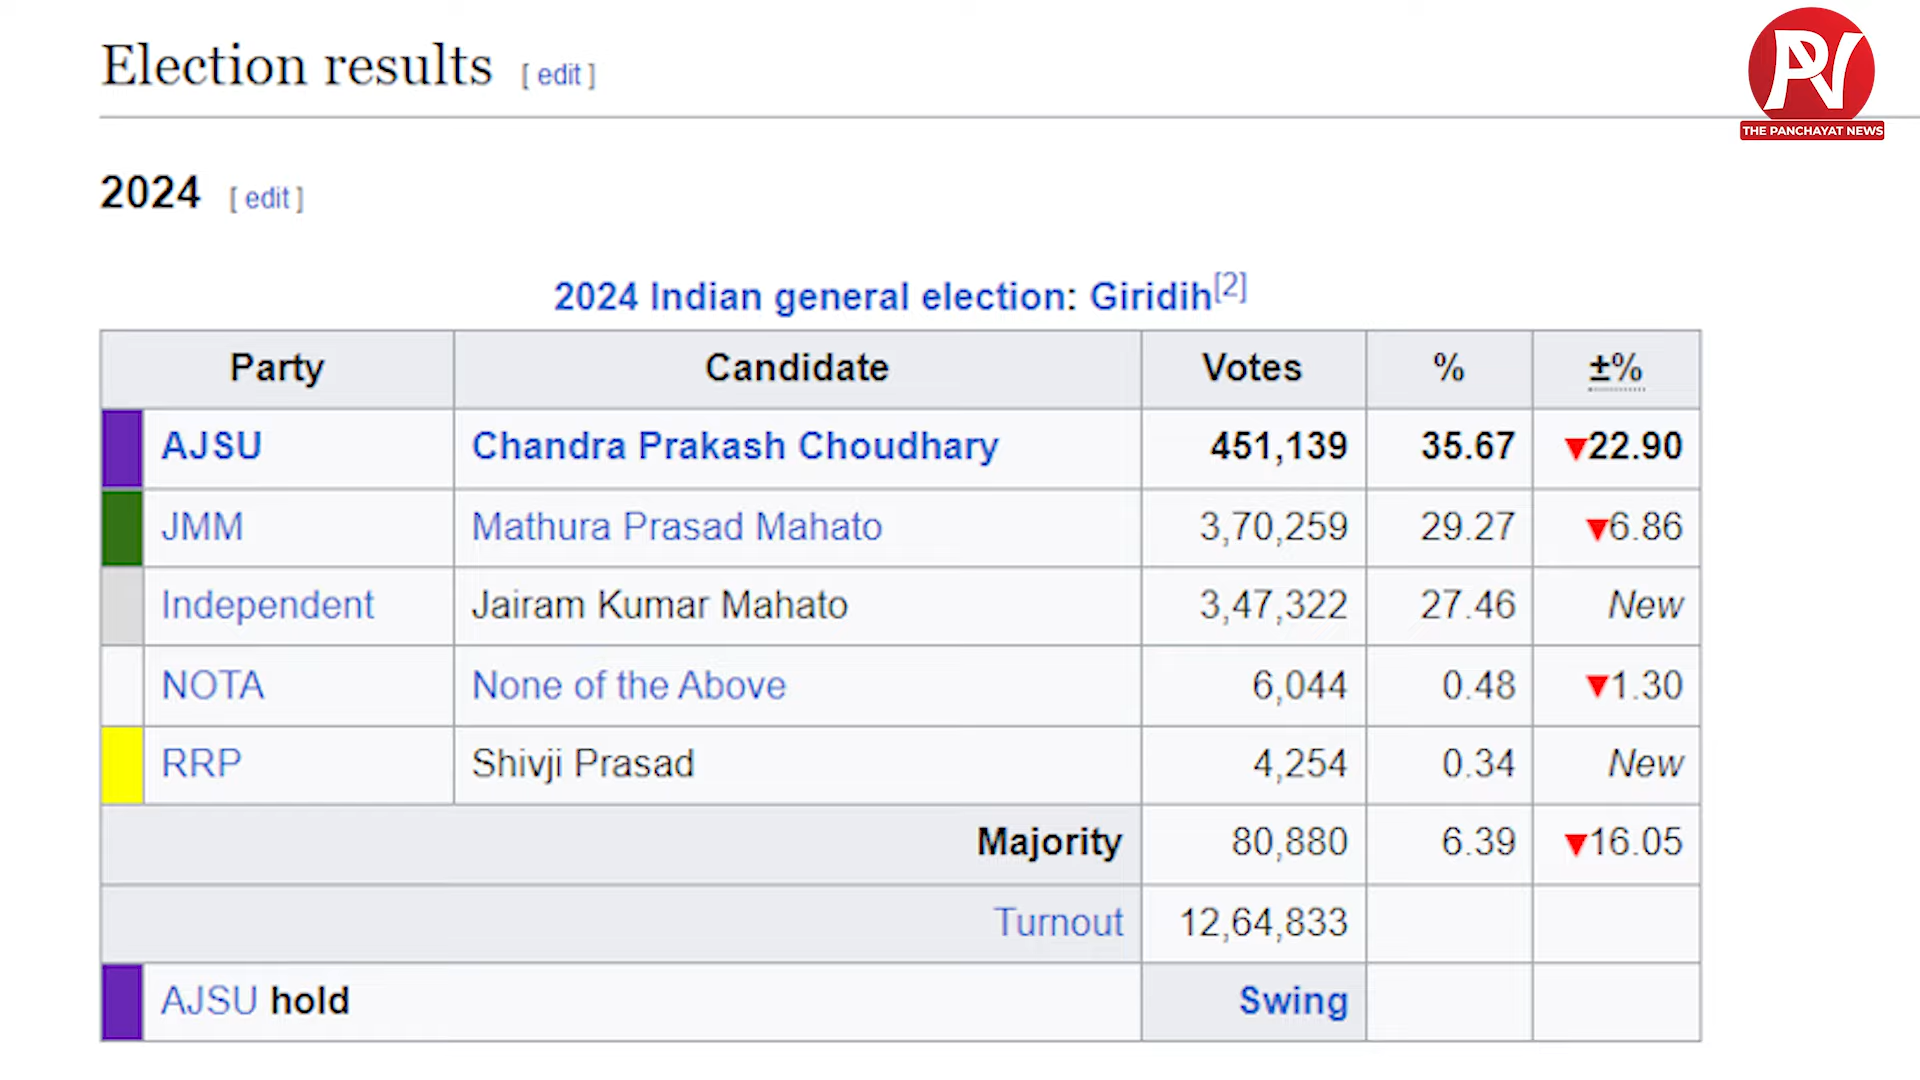 Election results [ edit ]
THE PANCHAYAT NEWS
2024 [ edit ]
2024 Indian general election: Giridih[2]
Party Candidate Votes % ±%
AJSU Chandra Prakash Choudhary 451,139 35.67 ▼22.90
JMM Mathura Prasad Mahato 3,70,259 29.27 ▼6.86
Independent Jairam Kumar Mahato 3,47,322 27.46 New
NOTA None of the Above 6,044 0.48 ▼1.30
RRP Shivji Prasad 4,254 0.34 New
Majority 80,880 6.39 ▼16.05
Turnout 12,64,833
AJSU hold Swing